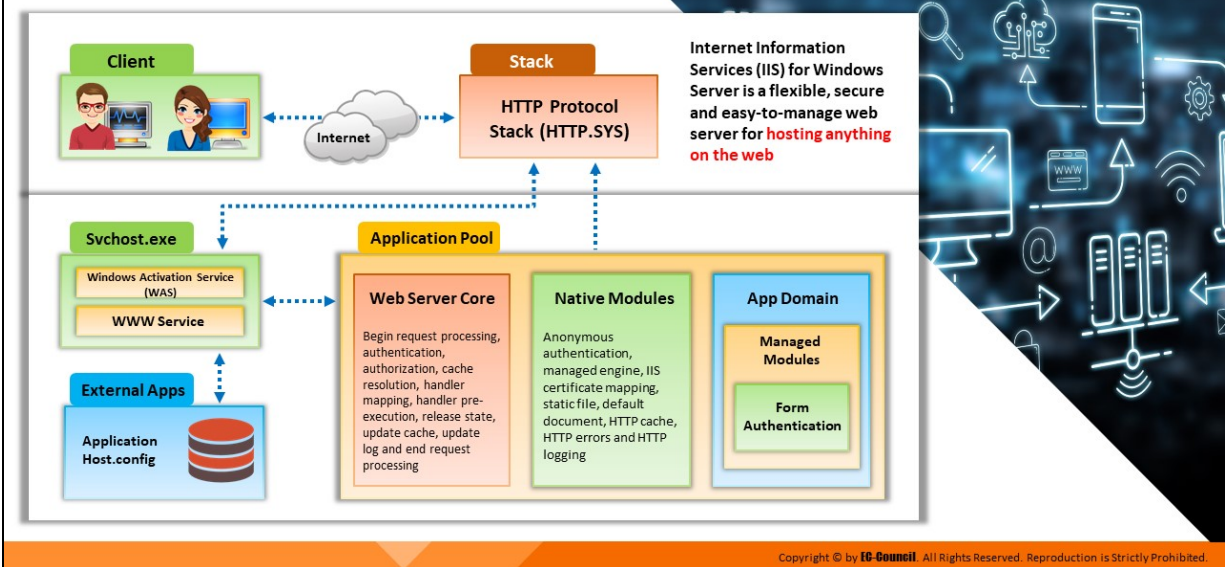 Client
Stack
HTTP Protocol
Stack (HTTP.SYS)
Internet
Internet Information
Services (IIS) for Windows
Server is a flexible, secure
and easy-to-manage web
server for hosting anything
on the web
WWW
Svchost.exe
Windows Activation Service
(WAS)
WWW Service
External Apps
Application
Host.config
Application Pool
Web Server Core
Begin request processing,
authentication,
authorization, cache
resolution, handler
mapping, handler pre-
execution, release state,
update cache, update
log and end request
processing
Native Modules
Anonymous
authentication,
managed engine, IIS
certificate mapping,
static file, default
document, HTTP cache,
HTTP errors and HTTP
logging
App Domain
Managed
Modules
Form
Authentication
Copyright © by EC-Council. All Rights Reserved. Reproduction is Strictly Prohibited.